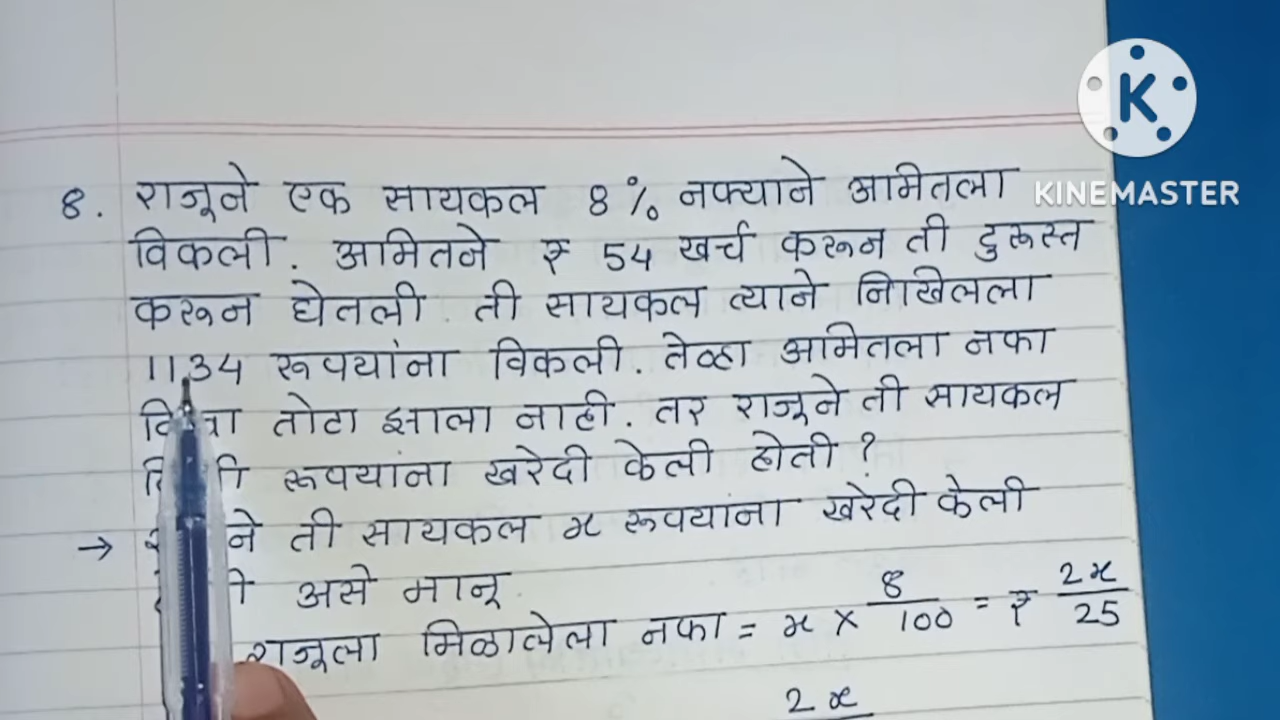 KINEMASTER
8. राजूने एक सायकल 8% नफ्याने अमितला
विकली. अमितने ₹ 54 खर्च करून ती दुरूस्त
करून घेतली. ती सायकल त्याने निखिलला
1134 रूपयांना विकली. तेव्हा अमितला नफा
तोटा झाला नाही. तर राजूने ती सायकल
रूपयांना खरेदी केली होती?
→ ने ती सायकल x रूपयांना खरेदी केली
असे मानू
राजूला मिळालेला नफा = x × 8/100 = ₹ 2x/25
2x